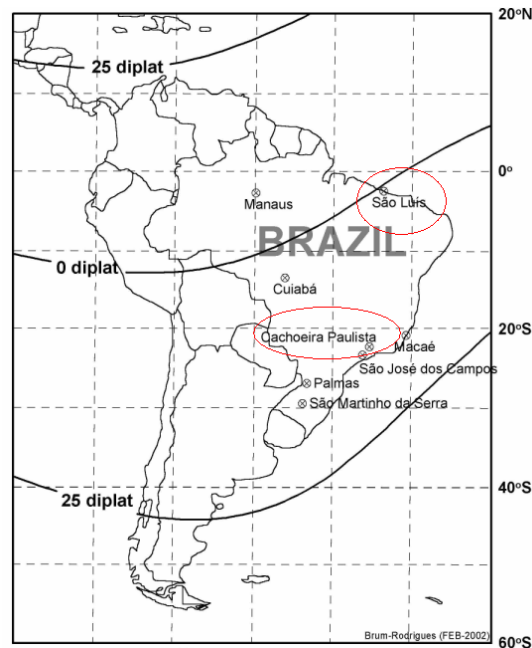 20°N
25 diplat
0°
São Luís
Manaus
BRAZIL
0 diplat
Cuiabá
20°S
Cachoeira Paulista
Macaé
São José dos Campos
Palmas
São Martinho da Serra
40°S
25 diplat
Brum-Rodrigues (FEB-2002)
60°S